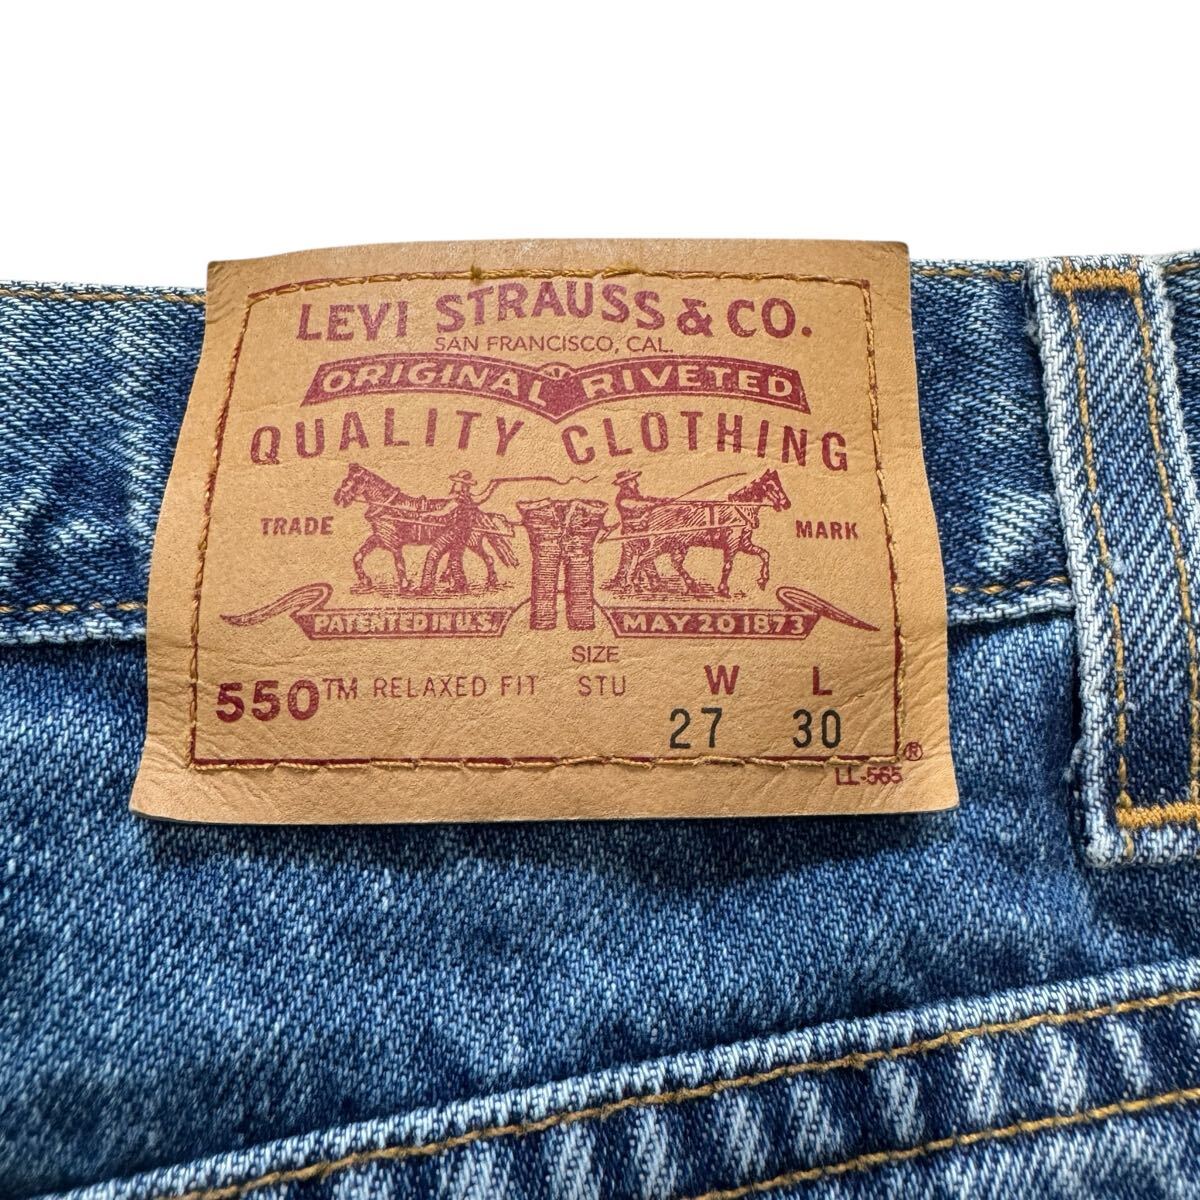 LEVI STRAUSS & CO.
SAN FRANCISCO, CAL.
ORIGINAL RIVETED
QUALITY CLOTHING
TRADE MARK
PATENTED IN U.S. MAY 20 1873
SIZE
550™ RELAXED FIT STU W L
27 30
®
LL-565